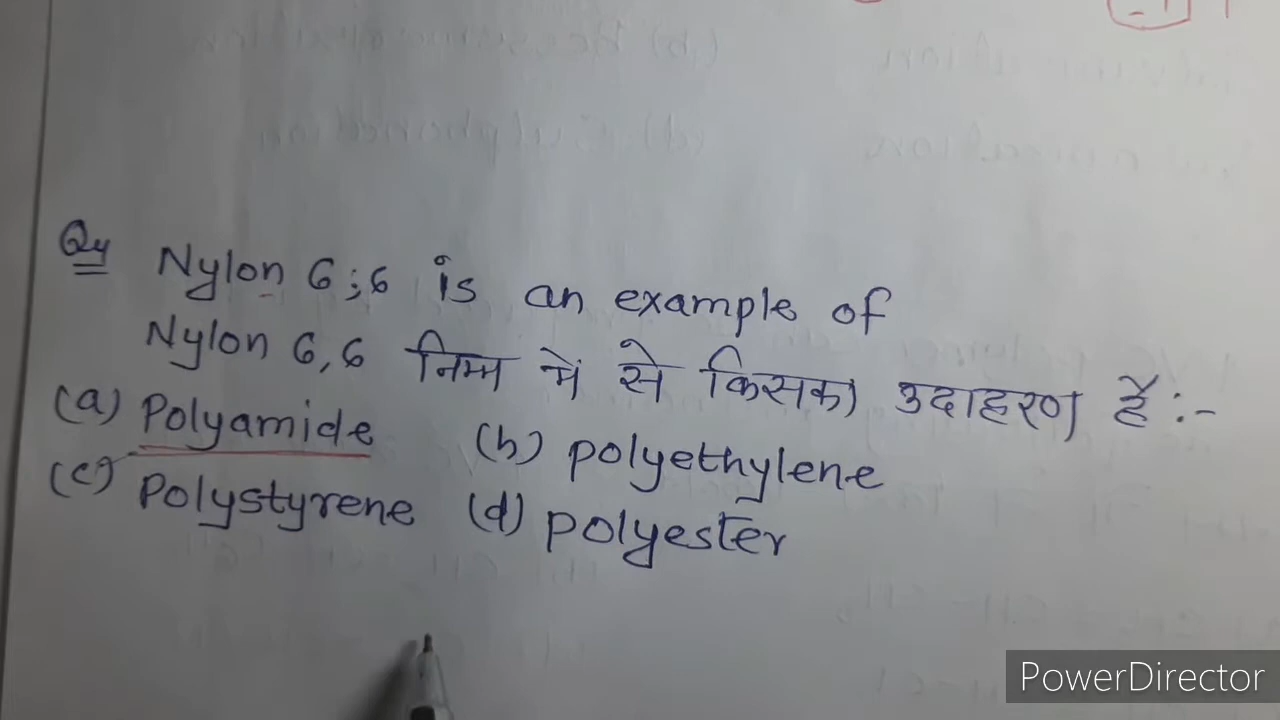 Q4 Nylon 6;6 is an example of
Nylon 6,6 निम्न में से किसका उदाहरण है :-
(a) Polyamide (b) polyethylene
(c) Polystyrene (d) polyester
PowerDirector